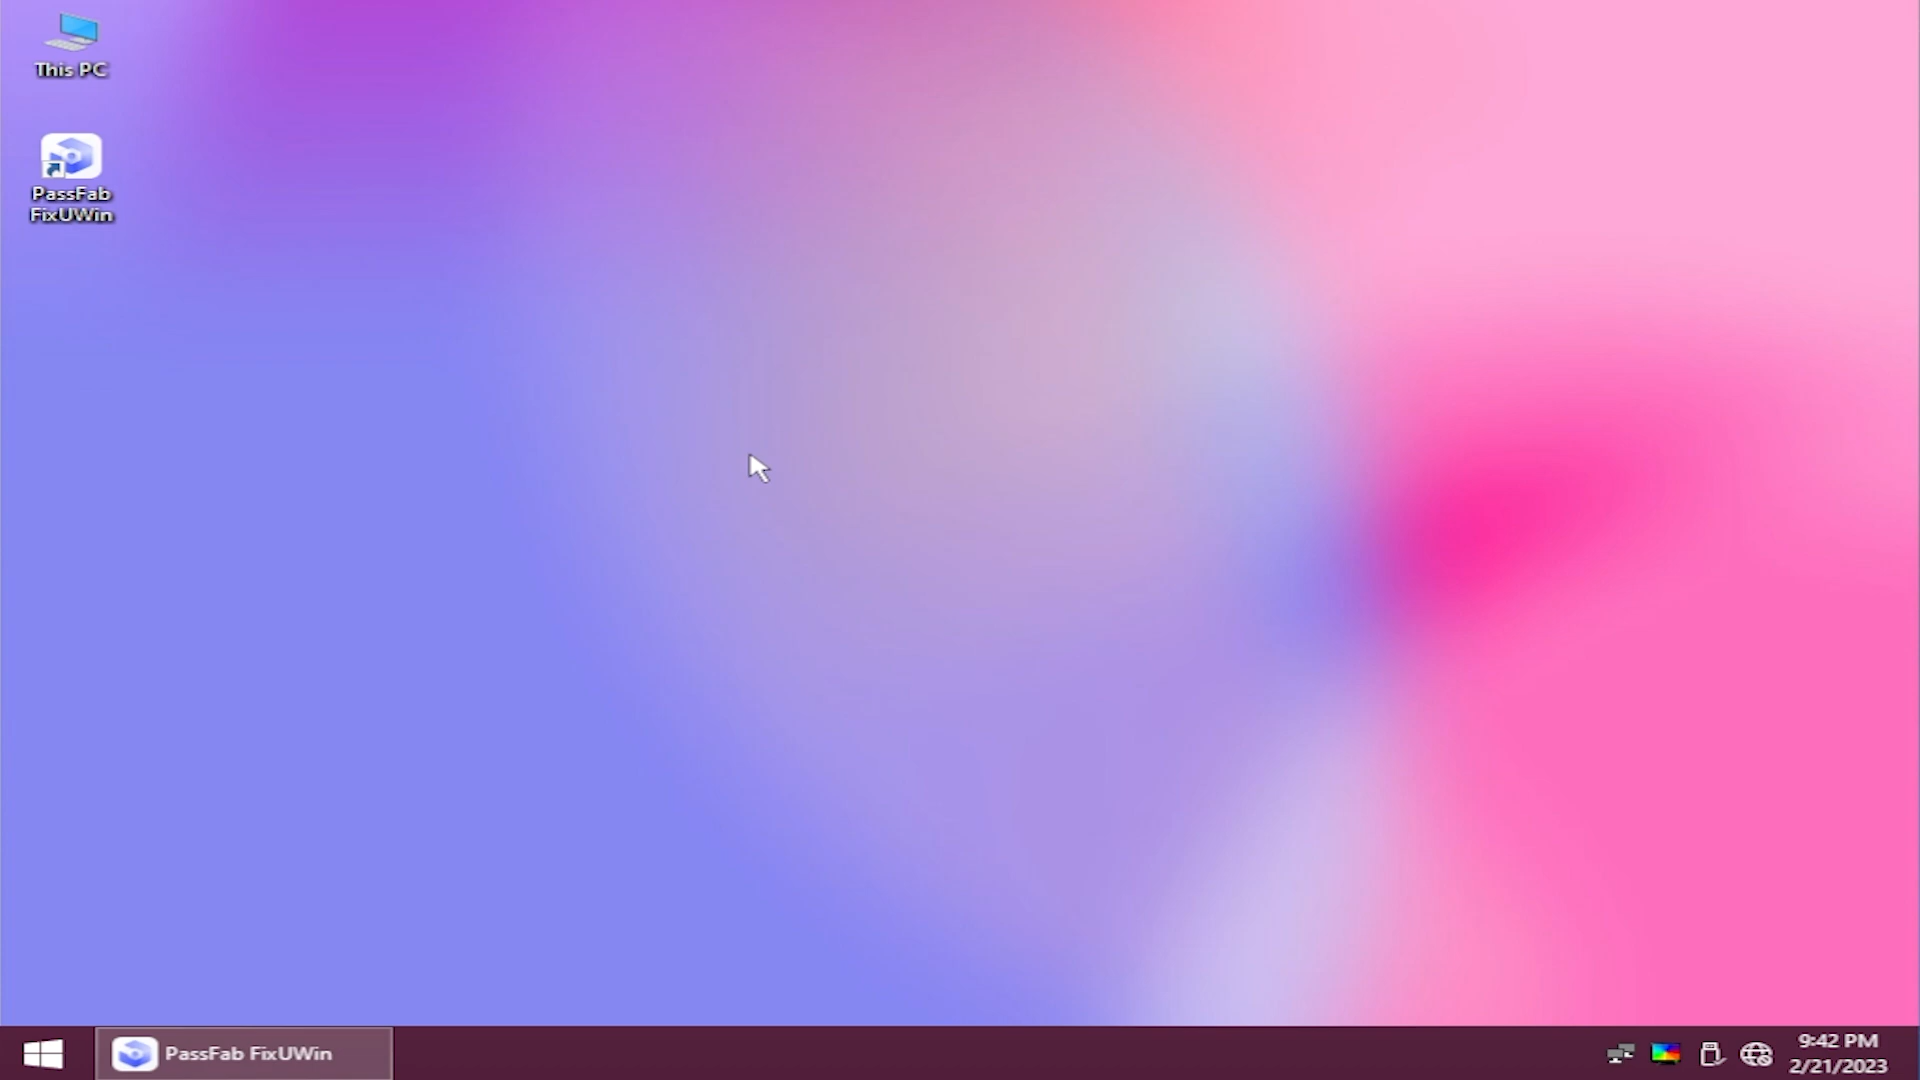 This PC
PassFab
FixUWin
PassFab FixUWin
9:42 PM
2/21/2023